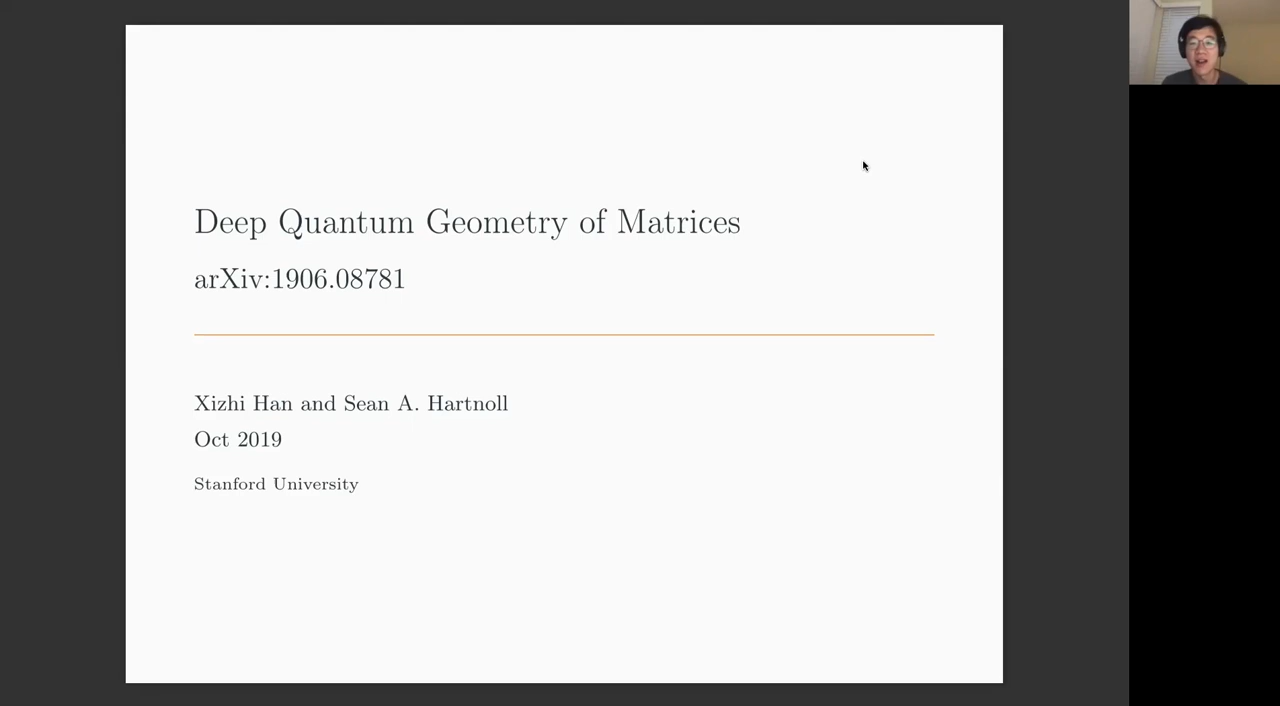 Deep Quantum Geometry of Matrices
arXiv:1906.08781
Xizhi Han and Sean A. Hartnoll
Oct 2019
Stanford University